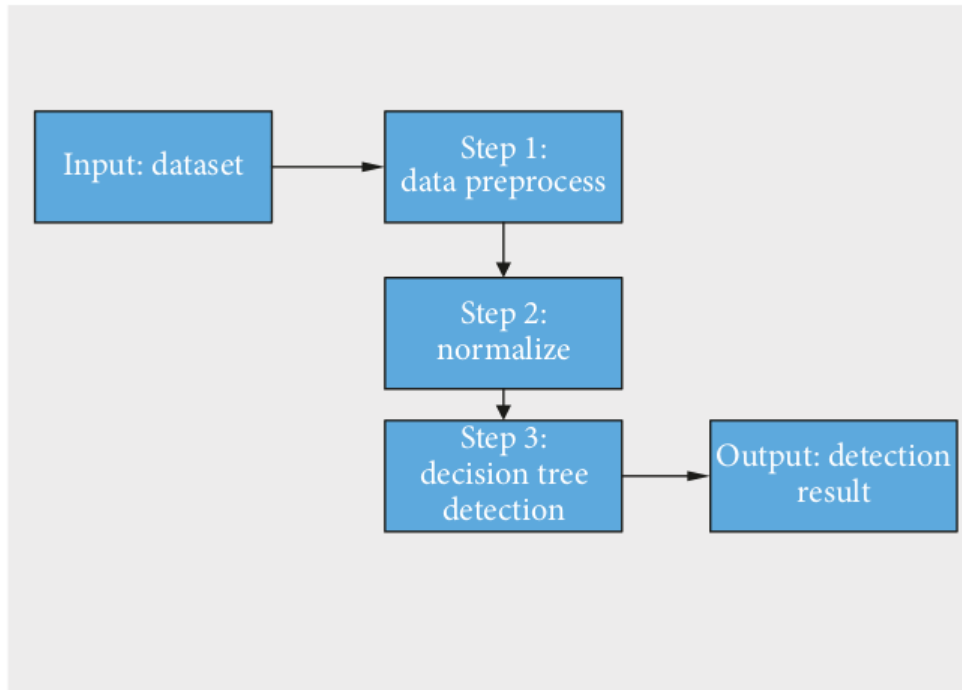 Input: dataset
Step 1:
data preprocess
Step 2:
normalize
Step 3:
decision tree
detection
Output: detection
result